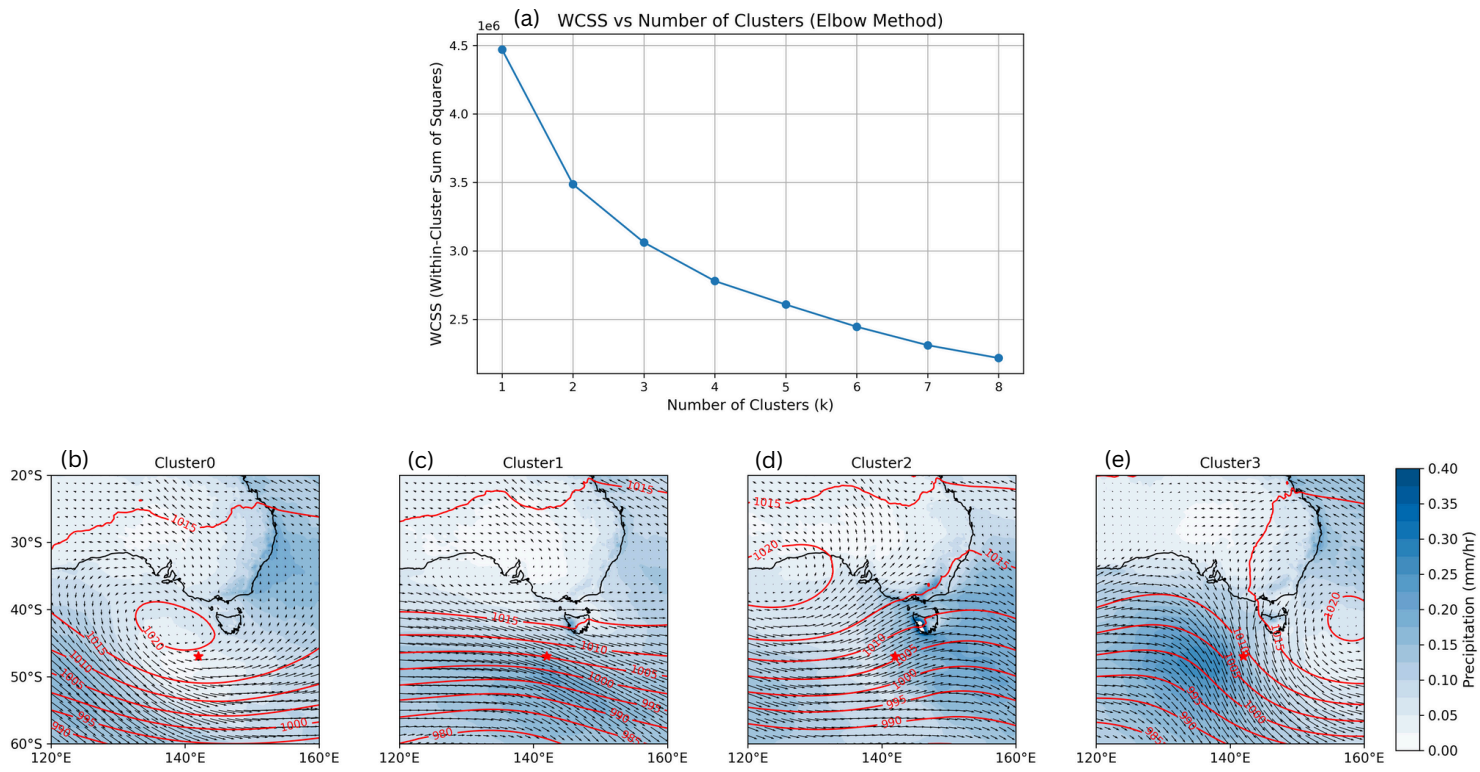 (a) WCSS vs Number of Clusters (Elbow Method)
1e6
4.5
4.0
3.5
3.0
2.5
WCSS (Within-Cluster Sum of Squares)
1 2 3 4 5 6 7 8
Number of Clusters (k)
(b) Cluster0
20°S
30°S
40°S
50°S
60°S
120°E 140°E 160°E
1015
1020
1015
1010
1005
995
990
1000
(c) Cluster1
120°E 140°E 160°E
1015
1015
1010
1005
1000
995
990
985
980
(d) Cluster2
120°E 140°E 160°E
1015
1020
1015
1010
1005
1000
995
990
(e) Cluster3
120°E 140°E 160°E
1020
1015
1010
1005
1000
995
995
990
985
0.40
0.35
0.30
0.25
0.20
0.15
0.10
0.05
0.00
Precipitation (mm/hr)